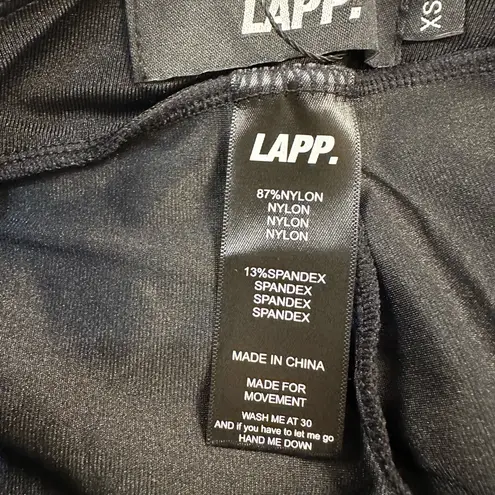 LAPP.
XS
LAPP.
87%NYLON
NYLON
NYLON
NYLON
13%SPANDEX
SPANDEX
SPANDEX
SPANDEX
MADE IN CHINA
MADE FOR
MOVEMENT
WASH ME AT 30
AND if you have to let me go
HAND ME DOWN